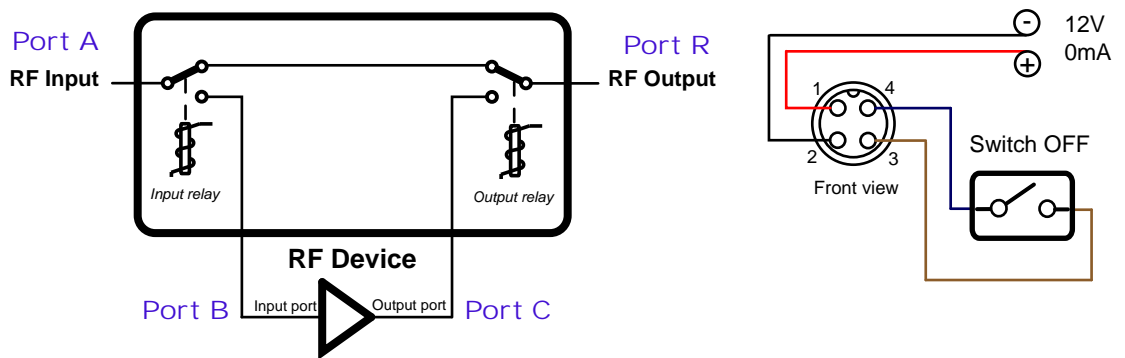 Port A
RF Input
Port R
RF Output
Input relay
Output relay
RF Device
Port B
Input port
Output port
Port C
-
12V
0mA
+
1
4
2
3
Front view
Switch OFF